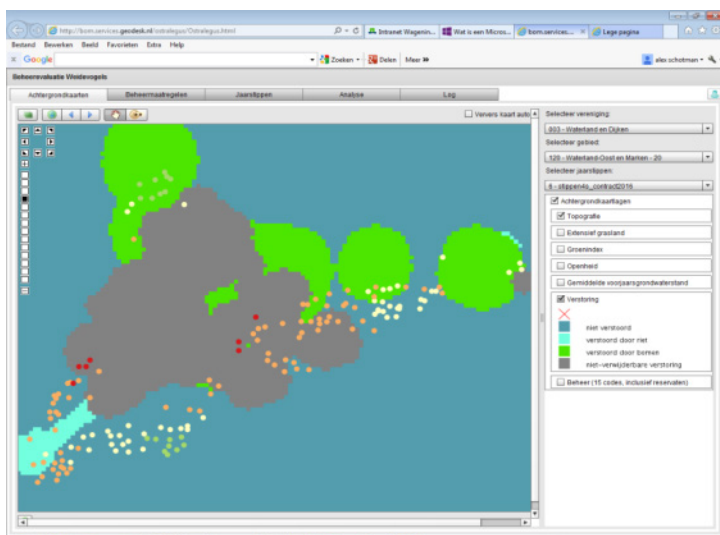 http://born.services.geodesk.nl/ostralegus/Ostralegus.html
Intranet Wagenin...
Wat is een Micros...
born.services...
Lege pagina
Bestand Bewerken Beeld Favorieten Extra Help
Google
Zoeken
Delen
Meer
alex schotman
Beheerevaluatie Weidevogels
Achtergrondkaarten
Beheermaatregelen
Jaarstippen
Analyse
Log
Ververs kaart auto
Selecteer vereniging:
803 - Waterland en Dijken
Selecteer gebied:
120 - Waterland-Oost en Marken - 20
Selecteer jaarstippen:
6 - stippen4s_contract2016
Achtergrondkaartlagen
Topografie
Extensief grasland
Groenindex
Openheid
Gemiddelde voorjaarsgrondwaterstand
Verstoring
niet verstoord
verstoord door riet
verstoord door bomen
niet-verwijderbare verstoring
Beheer (15 codes, inclusief reservaten)